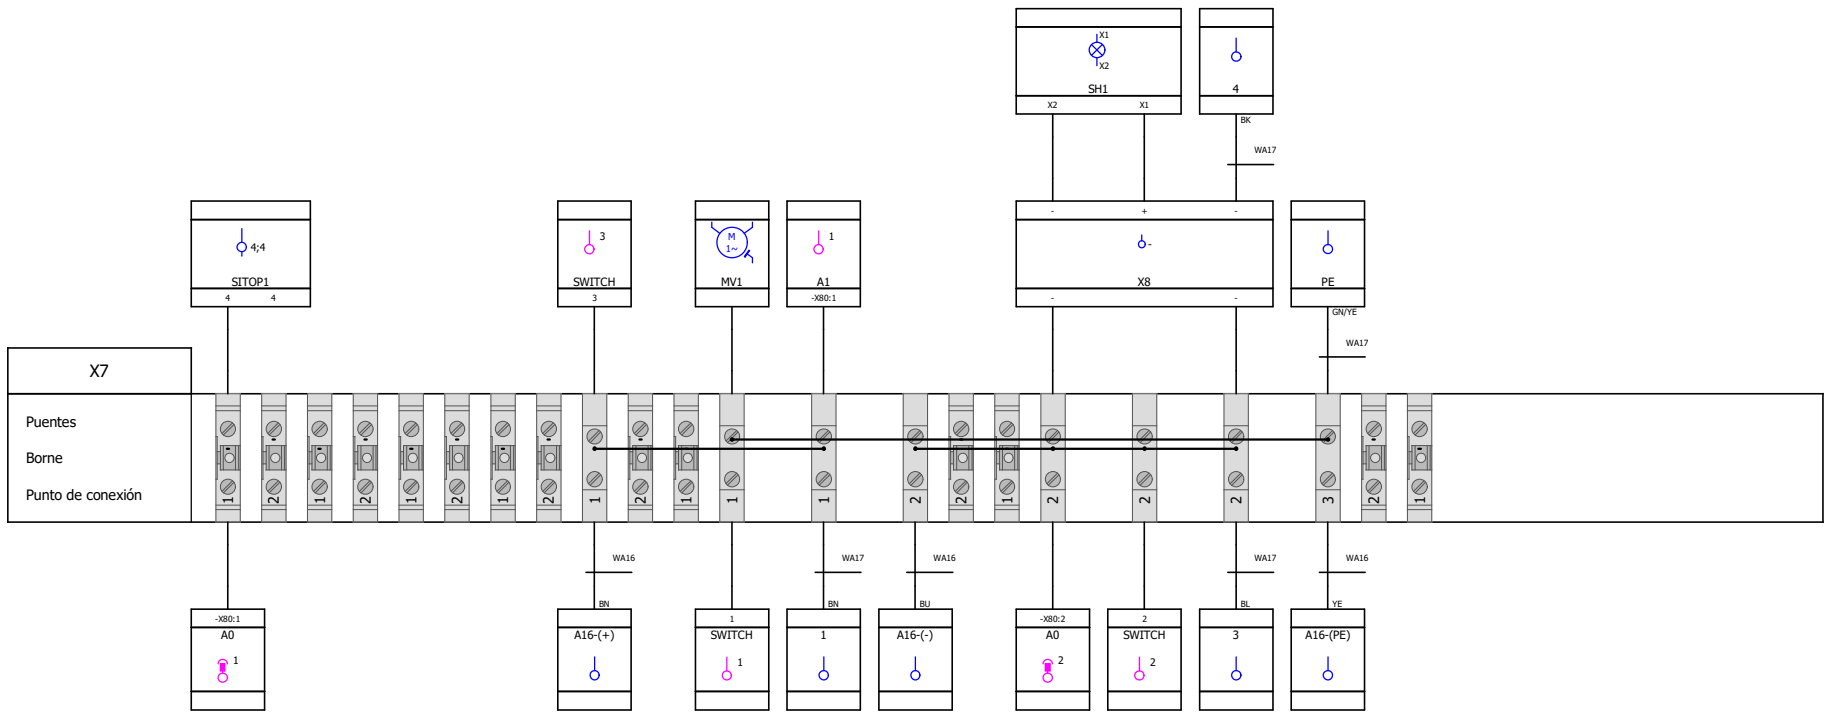 X1
X2
SH1
4
X2 X1
BK
WA17
4;4
SITOP1
4 4
3
SWITCH
3
M
1~
MV1
1
A1
-X80:1
- + -
-
X8
- -
PE
GN/YE
WA17
X7
Puentes
Borne
Punto de conexión
1 2 1 2 1 2 1 2 1 2 1 1 1 2 2 1 2 2 2 3 2 1
WA16 WA17 WA16 WA17 WA16
BN BN BU BL YE
-X80:1 1 -X80:2 2
A0 A16-(+) SWITCH 1 A16-(-) A0 SWITCH 3 A16-(PE)
1 1 2 2